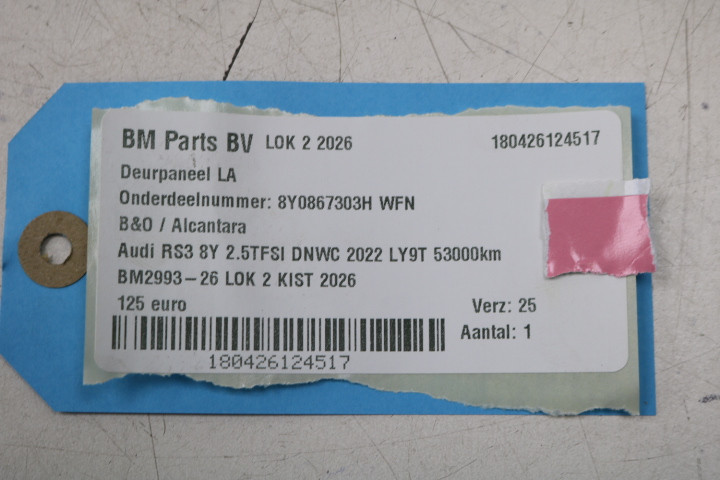 BM Parts BV LOK 2 2026 180426124517
Deurpaneel LA
Onderdeelnummer: 8Y0867303H WFN
B&O / Alcantara
Audi RS3 8Y 2.5TFSI DNWC 2022 LY9T 53000km
BM2993-26 LOK 2 KIST 2026
125 euro Verz: 25
Aantal: 1
180426124517